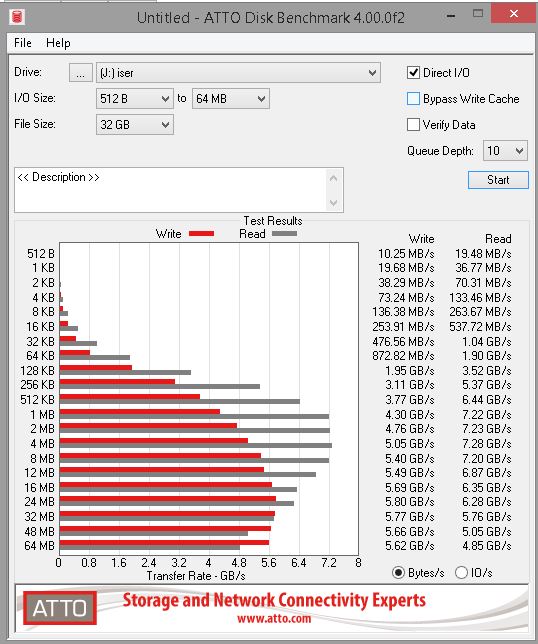 Untitled - ATTO Disk Benchmark 4.00.0f2
File Help
Drive: ... (J:) iser
Direct I/O
I/O Size: 512 B to 64 MB
Bypass Write Cache
File Size: 32 GB
Verify Data
Queue Depth: 10
<< Description >>
Start
Test Results
Write Read
Write Read
512 B 10.25 MB/s 19.48 MB/s
1 KB 19.68 MB/s 36.77 MB/s
2 KB 38.29 MB/s 70.31 MB/s
4 KB 73.24 MB/s 133.46 MB/s
8 KB 136.38 MB/s 263.67 MB/s
16 KB 253.91 MB/s 537.72 MB/s
32 KB 476.56 MB/s 1.04 GB/s
64 KB 872.82 MB/s 1.90 GB/s
128 KB 1.95 GB/s 3.52 GB/s
256 KB 3.11 GB/s 5.37 GB/s
512 KB 3.77 GB/s 6.44 GB/s
1 MB 4.30 GB/s 7.22 GB/s
2 MB 4.76 GB/s 7.23 GB/s
4 MB 5.05 GB/s 7.28 GB/s
8 MB 5.40 GB/s 7.20 GB/s
12 MB 5.49 GB/s 6.87 GB/s
16 MB 5.69 GB/s 6.35 GB/s
24 MB 5.80 GB/s 6.28 GB/s
32 MB 5.77 GB/s 5.76 GB/s
48 MB 5.66 GB/s 5.05 GB/s
64 MB 5.62 GB/s 4.85 GB/s
0 0.8 1.6 2.4 3.2 4 4.8 5.6 6.4 7.2 8
Transfer Rate - GB/s
Bytes/s IO/s
ATTO
Storage and Network Connectivity Experts
www.atto.com